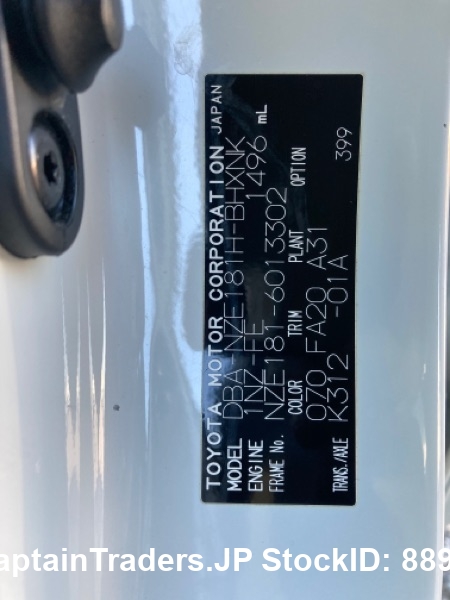 TOYOTA MOTOR CORPORATION JAPAN
MODEL DBA-NZE181H-BHXNK
ENGINE 1NZ-FE 1496 mL
FRAME No. NZE181-6013302
COLOR TRIM PLANT OPTION
070 FA20 A31
TRANS./AXLE K312 -01A 399
aptainTraders.JP StockID: 889